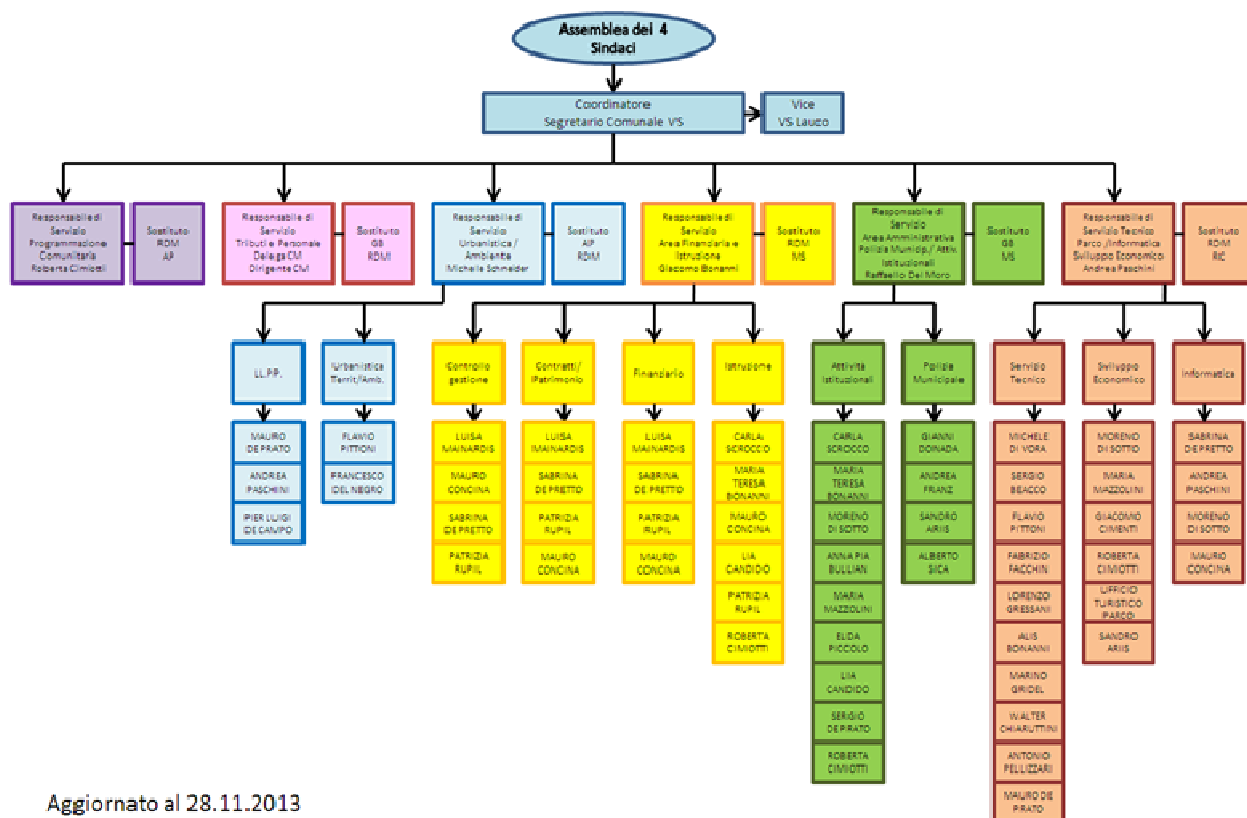 Assemblea dei 4
Sindaci
Coordinatore
Segretario Comunale VS
Vice
VS Lauco
Responsabile di
Servizio
Programmazione
Comunitaria
Roberta Cimiotti
Sostituto
RDM
AP
Responsabile di
Servizio
Tributi e Personale
Delega CM
Dirigente CM
Sostituto
GB
RDM
Responsabile di
Servizio
Urbanistica /
Ambiente
Michele Schneider
Sostituto
AP
RDM
Responsabile di
Servizio
Area Finanziaria e
Istruzione
Giacomo Bonanni
Sostituto
RDM
MS
Responsabile di
Servizio
Area Amministrativa
Polizia Municip./ Attiv.
Istituzionali
Raffaello Del Moro
Sostituto
GB
MS
Responsabile di
Servizio Tecnico
Parco /Informatica
Sviluppo Economico
Andrea Paschini
Sostituto
RDM
RC
LL.PP.
MAURO
DE PRATO
ANDREA
PASCHINI
PIER LUIGI
DE CAMPO
Urbanistica
Territ/Amb.
FLAVIO
PITTONI
FRANCESCO
DEL NEGRO
Controllo
gestione
LUISA
MAINARDIS
MAURO
CONCINA
SABRINA
DE PRETTO
PATRIZIA
RUPIL
Contratti/
Patrimonio
LUISA
MAINARDIS
SABRINA
DE PRETTO
PATRIZIA
RUPIL
MAURO
CONCINA
Finanziario
LUISA
MAINARDIS
SABRINA
DE PRETTO
PATRIZIA
RUPIL
MAURO
CONCINA
Istruzione
CARLA
SCROCCO
MARIA
TERESA
BONANNI
MAURO
CONCINA
LIA
CANDIDO
PATRIZIA
RUPIL
ROBERTA
CIMIOTTI
Attività
Istituzionali
CARLA
SCROCCO
MARIA
TERESA
BONANNI
MORENO
DI SOTTO
ANNA PIA
BULLIAN
MARIA
MAZZOLINI
ELIDA
PICCOLO
LIA
CANDIDO
SERGIO
DE PRATO
ROBERTA
CIMIOTTI
Polizia
Municipale
GIANNI
DONADA
ANDREA
FRANZ
SANDRO
ARIIS
ALBERTO
SICA
Servizio
Tecnico
MICHELE
DI VORA
SERGIO
BEACCO
FLAVIO
PITTONI
FABRIZIO
FACCHIN
LORENZO
GRESSANI
ALIS
BONANNI
MARINO
GRIDEL
WALTER
CHIARUTTINI
ANTONIO
PELLIZZARI
MAURO DE
PRATO
Sviluppo
Economico
MORENO
DI SOTTO
MARIA
MAZZOLINI
GIACOMO
CIMENTI
ROBERTA
CIMIOTTI
UFFICIO
TURISTICO
PARCO
SANDRO
ARIIS
Informatica
SABRINA
DE PRETTO
ANDREA
PASCHINI
MORENO
DI SOTTO
MAURO
CONCINA
Aggiornato al 28.11.2013